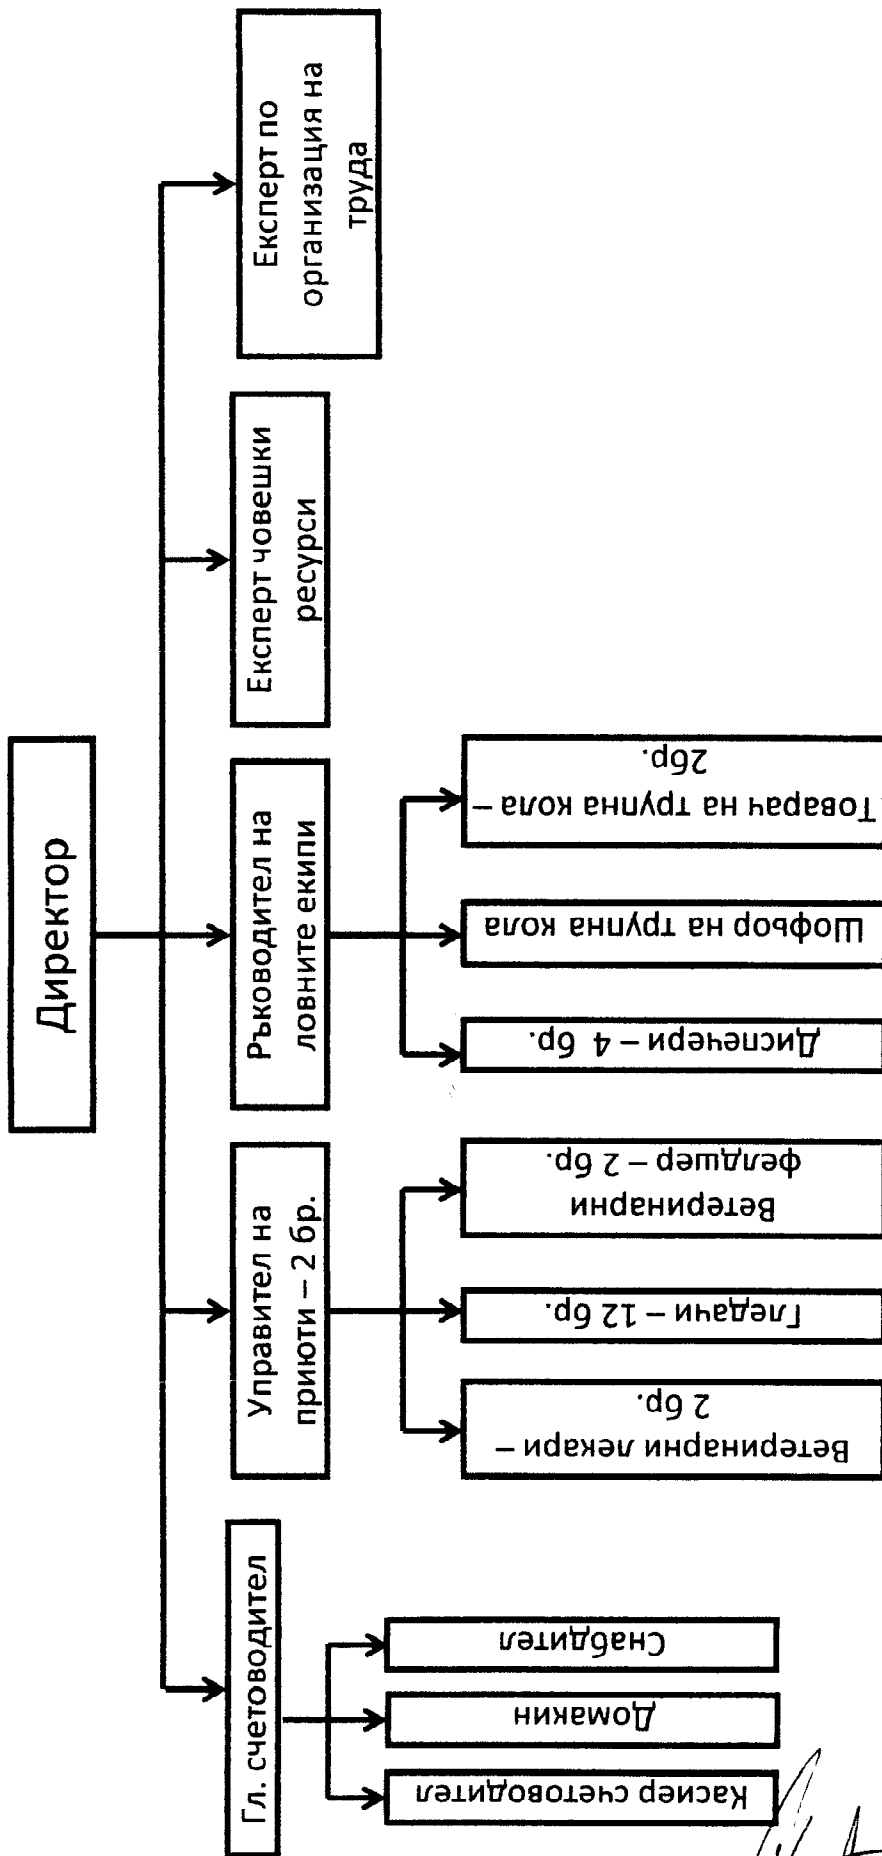 Директор
Гл. счетоводител
Управител на
приюти – 2 бр.
Ръководител на
ловните екипи
Експерт човешки
ресурси
Експерт по
организация на
труда
Касиер счетоводител
Домакин
Снабдител
Ветеринарни лекари –
2 бр.
Гледачи – 12 бр.
Ветеринарни
фелдшер – 2 бр.
Диспечери – 4 бр.
Шофьор на трупна кола
Товарач на трупна кола –
2бр.